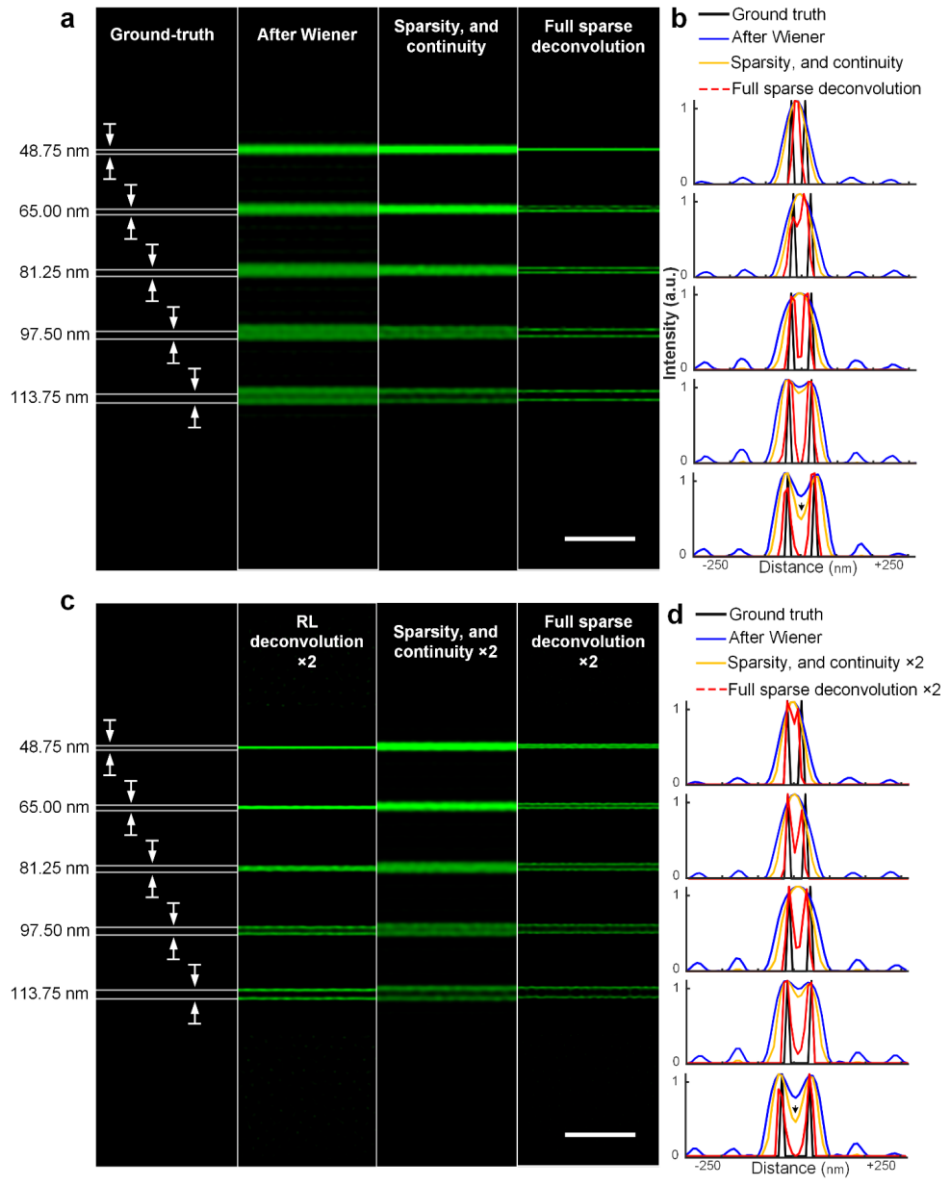 a
Ground-truth
After Wiener
Sparsity, and
continuity
Full sparse
deconvolution
48.75 nm
65.00 nm
81.25 nm
97.50 nm
113.75 nm
b
Ground truth
After Wiener
Sparsity, and continuity
Full sparse deconvolution
1
0
1
0
1
0
1
0
1
0
Intensity (a.u.)
-250
Distance (nm)
+250
c
RL
deconvolution
×2
Sparsity, and
continuity ×2
Full sparse
deconvolution
×2
48.75 nm
65.00 nm
81.25 nm
97.50 nm
113.75 nm
d
Ground truth
After Wiener
Sparsity, and continuity ×2
Full sparse deconvolution ×2
1
0
1
0
1
0
1
0
1
0
-250
Distance (nm)
+250